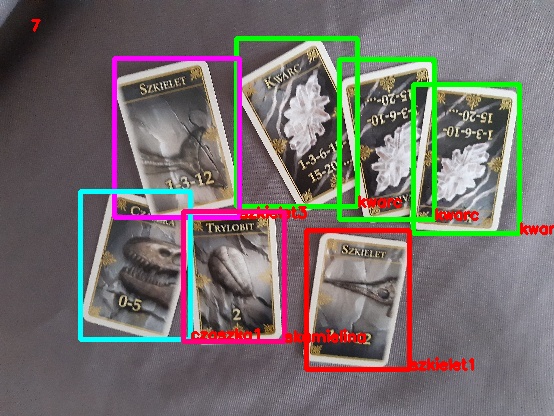 7
SZKIELET
1-3-12
KWARC
1-3-6-1
15-20...
15-20-...
1-3-6-10-
kwarc
15-20-...
1-3-6-10-
kwarc
kwar
szkielet3
0-5
TRYLOBIT
2
czaszka1
skamielina
SZKIELET
2
szkielet1